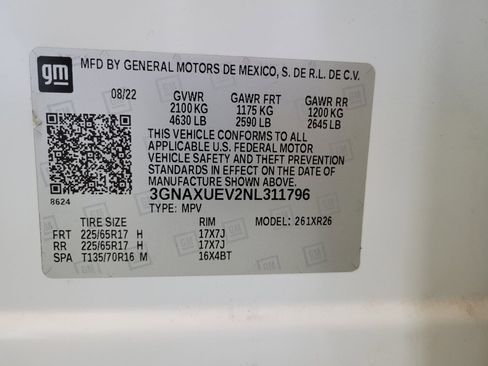 gm
MFD BY GENERAL MOTORS DE MEXICO, S. DE R.L. DE C.V.
08/22 GVWR GAWR FRT GAWR RR
2100 KG 1175 KG 1200 KG
4630 LB 2590 LB 2645 LB
THIS VEHICLE CONFORMS TO ALL
APPLICABLE U.S. FEDERAL MOTOR
VEHICLE SAFETY AND THEFT PREVENTION
STANDARDS IN EFFECT ON THE DATE OF
MANUFACTURE SHOWN ABOVE.
8624 3GNAXUEV2NL311796
TYPE: MPV
TIRE SIZE RIM MODEL: 261XR26
FRT 225/65R17 H 17X7J
RR 225/65R17 H 17X7J
SPA T135/70R16 M 16X4BT